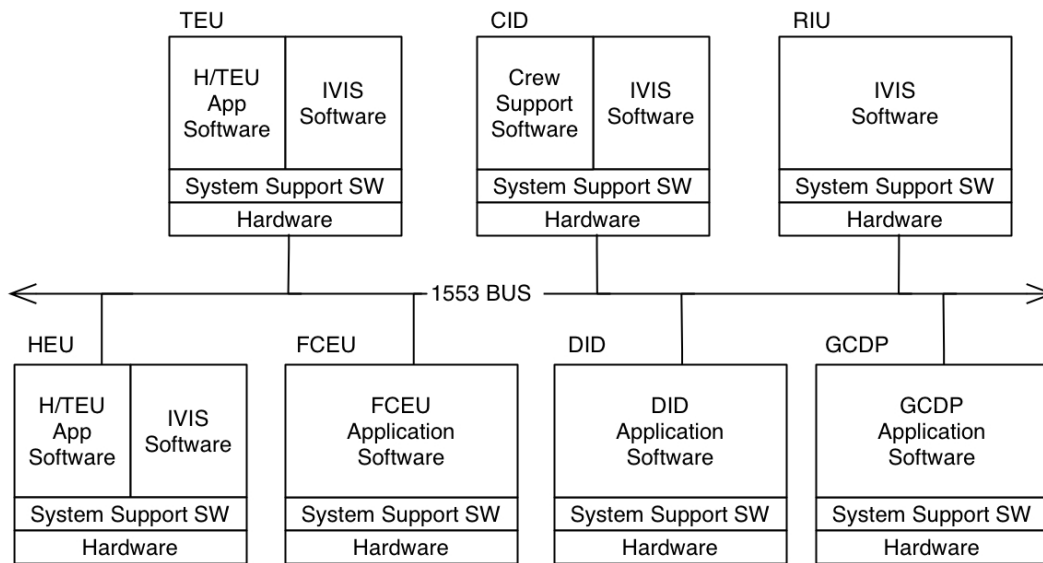 TEU
H/TEU
App
Software
IVIS
Software
System Support SW
Hardware
CID
Crew
Support
Software
IVIS
Software
System Support SW
Hardware
RIU
IVIS
Software
System Support SW
Hardware
1553 BUS
HEU
H/TEU
App
Software
IVIS
Software
System Support SW
Hardware
FCEU
FCEU
Application
Software
System Support SW
Hardware
DID
DID
Application
Software
System Support SW
Hardware
GCDP
GCDP
Application
Software
System Support SW
Hardware